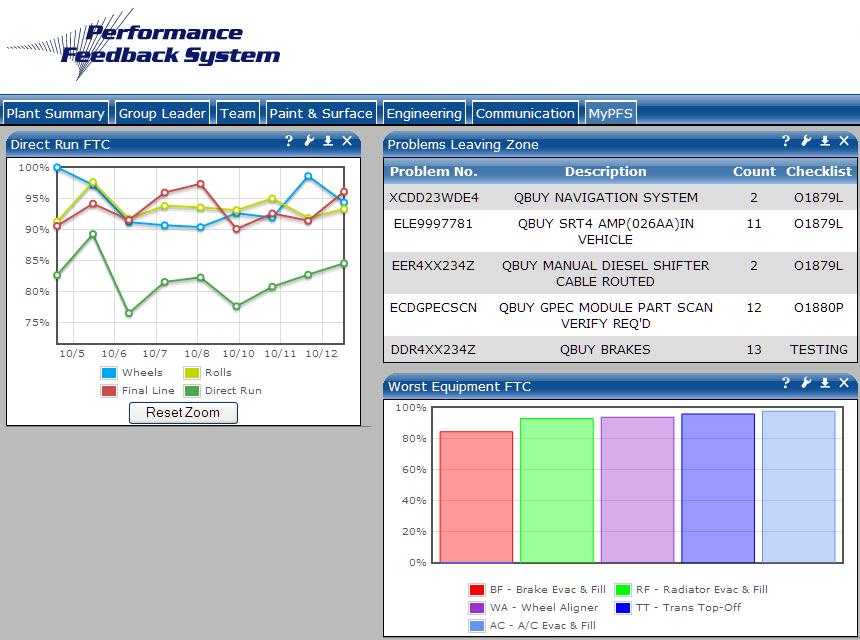 Performance
Feedback System
Plant Summary Group Leader Team Paint & Surface Engineering Communication MyPFS
Direct Run FTC ?
100%
95%
90%
85%
80%
75%
10/5 10/6 10/7 10/8 10/10 10/11 10/12
Wheels Rolls
Final Line Direct Run
Reset Zoom
Problems Leaving Zone ?
Problem No. Description Count Checklist
XCDD23WDE4 QBUY NAVIGATION SYSTEM 2 O1879L
ELE9997781 QBUY SRT4 AMP(026AA)IN VEHICLE 11 O1879L
EER4XX234Z QBUY MANUAL DIESEL SHIFTER CABLE ROUTED 2 O1879L
ECDGPECSCN QBUY GPEC MODULE PART SCAN VERIFY REQ'D 12 O1880P
DDR4XX234Z QBUY BRAKES 13 TESTING
Worst Equipment FTC ?
100%
80%
60%
40%
20%
0%
BF - Brake Evac & Fill RF - Radiator Evac & Fill
WA - Wheel Aligner TT - Trans Top-Off
AC - A/C Evac & Fill